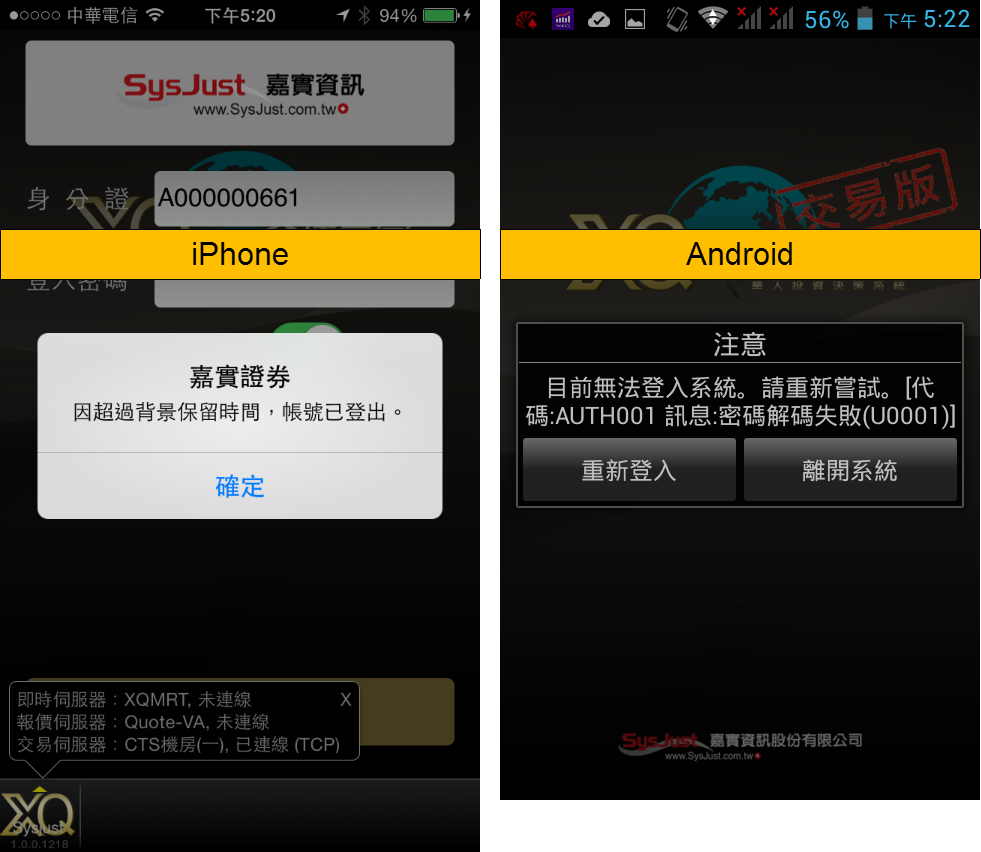 ●○○○○ 中華電信 下午5:20 94%
SysJust 嘉實資訊
www.SysJust.com.tw
身 分 證 A000000661
XQ
iPhone
登入密碼
嘉實證券
因超過背景保留時間，帳號已登出。
確定
即時伺服器：XQMRT, 未連線 X
報價伺服器：Quote-VA, 未連線
交易伺服器：CTS機房(一), 已連線 (TCP)
XQ
Sysjust
1.0.0.1218
56% 下午 5:22
交易版
XQ
Android
華人投資決策系統
注意
目前無法登入系統。請重新嘗試。[代
碼:AUTH001 訊息:密碼解碼失敗(U0001)]
重新登入 離開系統
SysJust 嘉實資訊股份有限公司
www.SysJust.com.tw